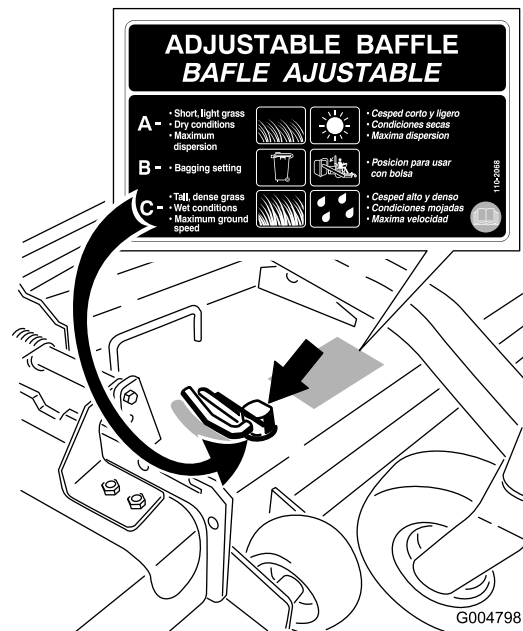 ADJUSTABLE BAFFLE
BAFLE AJUSTABLE
A - • Short, light grass
• Dry conditions
• Maximum
dispersion
• Cesped corto y ligero
• Condiciones secas
• Maxima dispersion
B - • Bagging setting
• Posicion para usar
con bolsa
C - • Tall, dense grass
• Wet conditions
• Maximum ground
speed
• Cesped alto y denso
• Condiciones mojadas
• Maxima velocidad
110-2068
G004798